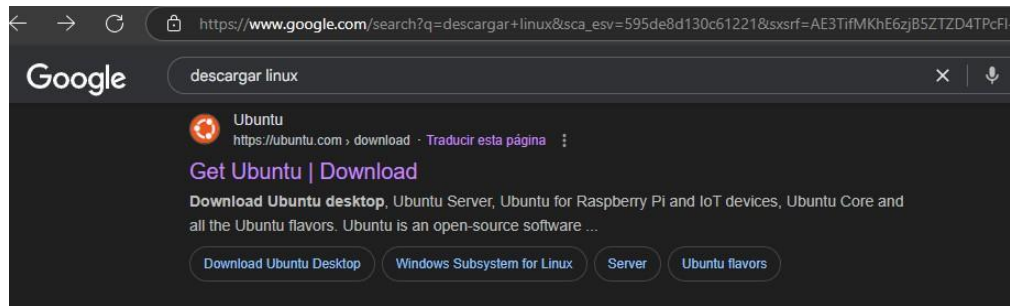 https://www.google.com/search?q=descargar+linux&sca_esv=595de8d130c61221&sxsrf=AE3TifMKhE6zjB5ZTZD4TPcFl
Google
descargar linux
Ubuntu
https://ubuntu.com › download · Traducir esta página
Get Ubuntu | Download
Download Ubuntu desktop, Ubuntu Server, Ubuntu for Raspberry Pi and IoT devices, Ubuntu Core and
all the Ubuntu flavors. Ubuntu is an open-source software ...
Download Ubuntu Desktop Windows Subsystem for Linux Server Ubuntu flavors